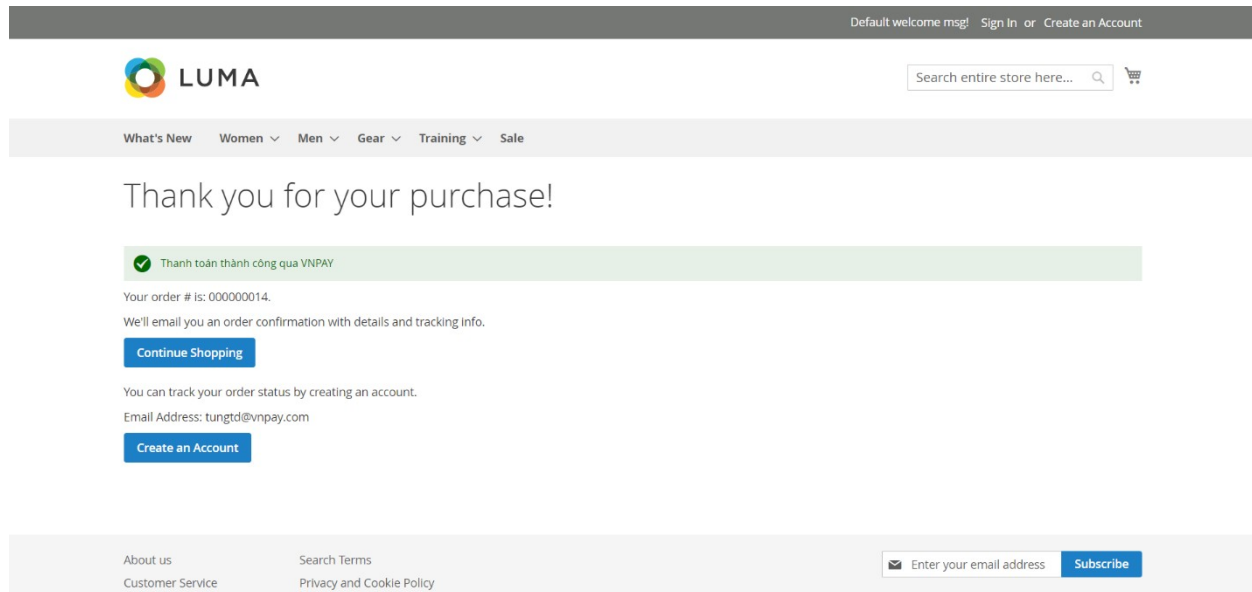 Default welcome msg! Sign In or Create an Account
LUMA
Search entire store here...
What's New Women Men Gear Training Sale
Thank you for your purchase!
Thanh toán thành công qua VNPAY
Your order # is: 000000014.
We'll email you an order confirmation with details and tracking info.
Continue Shopping
You can track your order status by creating an account.
Email Address: tungtd@vnpay.com
Create an Account
About us Search Terms Enter your email address Subscribe
Customer Service Privacy and Cookie Policy